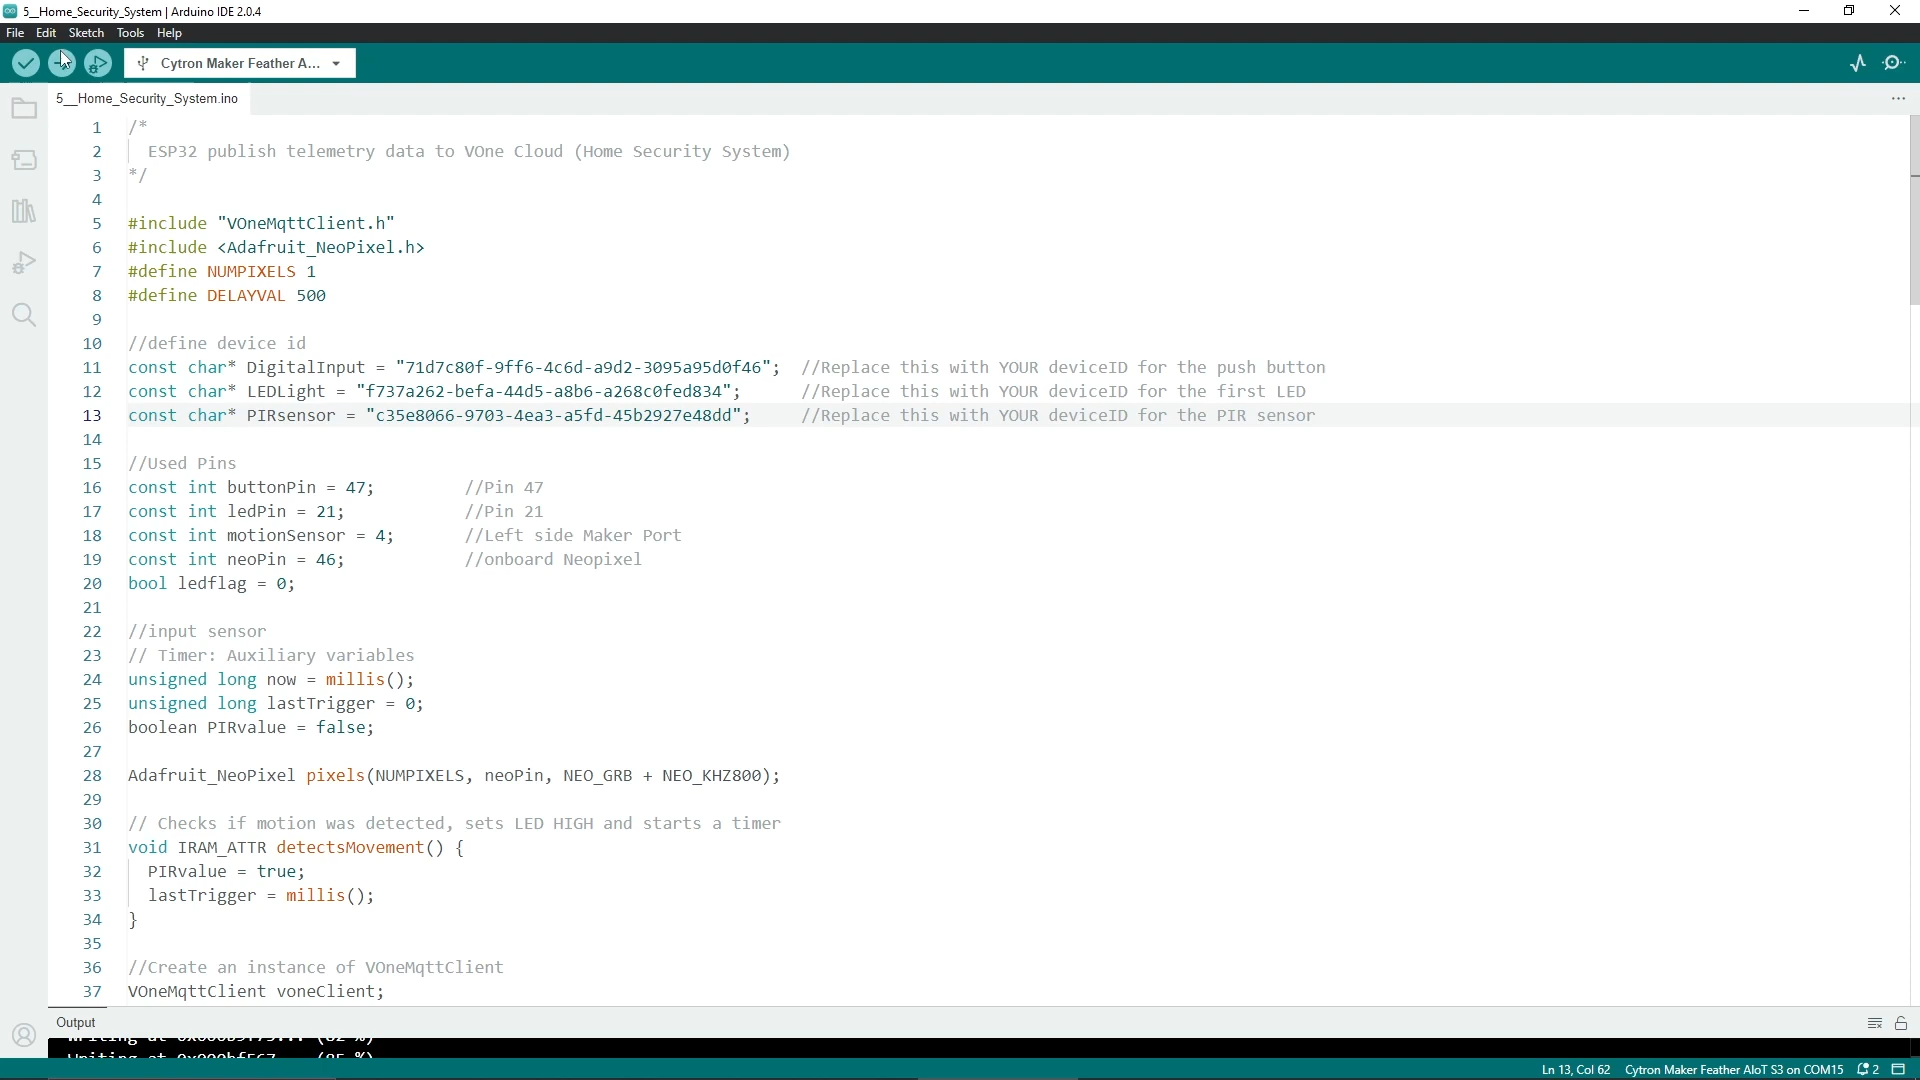 5__Home_Security_System | Arduino IDE 2.0.4
File Edit Sketch Tools Help
Cytron Maker Feather A...
5__Home_Security_System.ino
1 /*
2 ESP32 publish telemetry data to VOne Cloud (Home Security System)
3 */
4
5 #include "VOneMqttClient.h"
6 #include <Adafruit_NeoPixel.h>
7 #define NUMPIXELS 1
8 #define DELAYVAL 500
9
10 //define device id
11 const char* DigitalInput = "71d7c80f-9ff6-4c6d-a9d2-3095a95d0f46"; //Replace this with YOUR deviceID for the push button
12 const char* LEDLight = "f737a262-befa-44d5-a8b6-a268c0fed834"; //Replace this with YOUR deviceID for the first LED
13 const char* PIRsensor = "c35e8066-9703-4ea3-a5fd-45b2927e48dd"; //Replace this with YOUR deviceID for the PIR sensor
14
15 //Used Pins
16 const int buttonPin = 47; //Pin 47
17 const int ledPin = 21; //Pin 21
18 const int motionSensor = 4; //Left side Maker Port
19 const int neoPin = 46; //onboard Neopixel
20 bool ledflag = 0;
21
22 //input sensor
23 // Timer: Auxiliary variables
24 unsigned long now = millis();
25 unsigned long lastTrigger = 0;
26 boolean PIRvalue = false;
27
28 Adafruit_NeoPixel pixels(NUMPIXELS, neoPin, NEO_GRB + NEO_KHZ800);
29
30 // Checks if motion was detected, sets LED HIGH and starts a timer
31 void IRAM_ATTR detectsMovement() {
32 PIRvalue = true;
33 lastTrigger = millis();
34 }
35
36 //Create an instance of VOneMqttClient
37 VOneMqttClient voneClient;
Output
Ln 13, Col 62 Cytron Maker Feather AIoT S3 on COM15 2